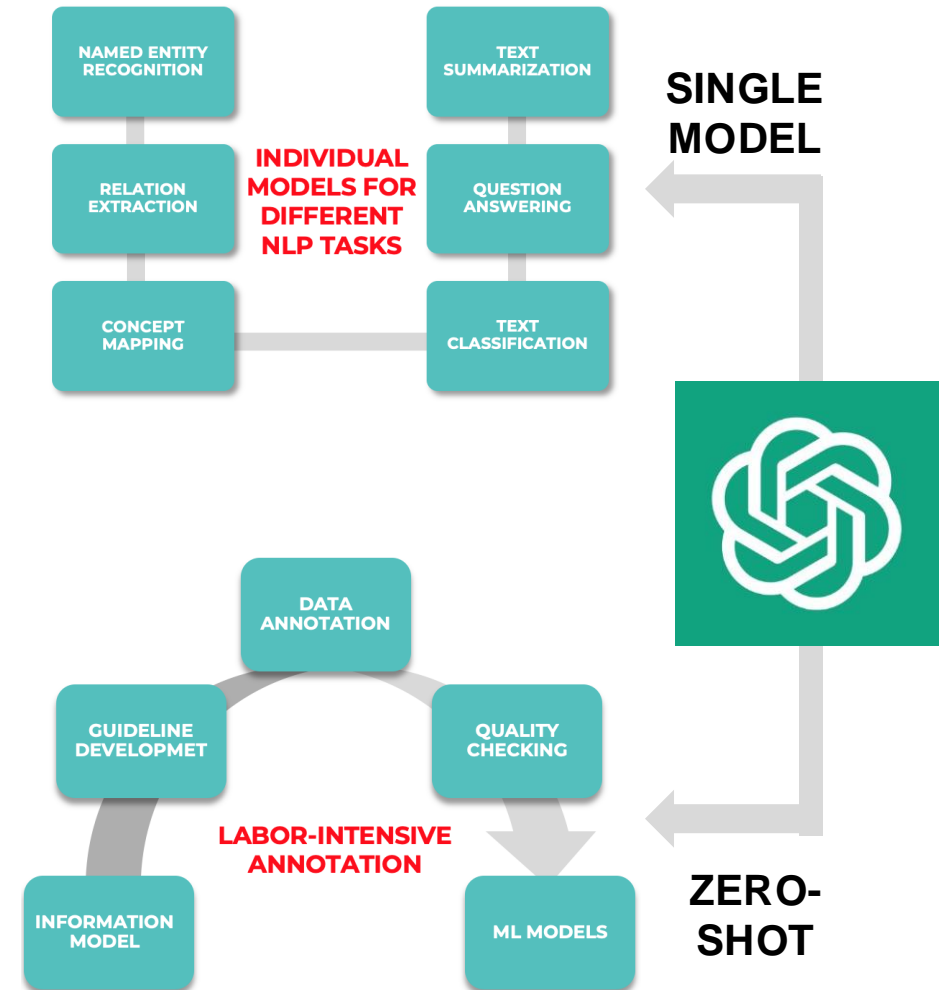 NAMED ENTITY
RECOGNITION
TEXT
SUMMARIZATION
SINGLE
MODEL
RELATION
EXTRACTION
INDIVIDUAL
MODELS FOR
DIFFERENT
NLP TASKS
QUESTION
ANSWERING
CONCEPT
MAPPING
TEXT
CLASSIFICATION
DATA
ANNOTATION
GUIDELINE
DEVELOPMET
QUALITY
CHECKING
LABOR-INTENSIVE
ANNOTATION
INFORMATION
MODEL
ML MODELS
ZERO-
SHOT